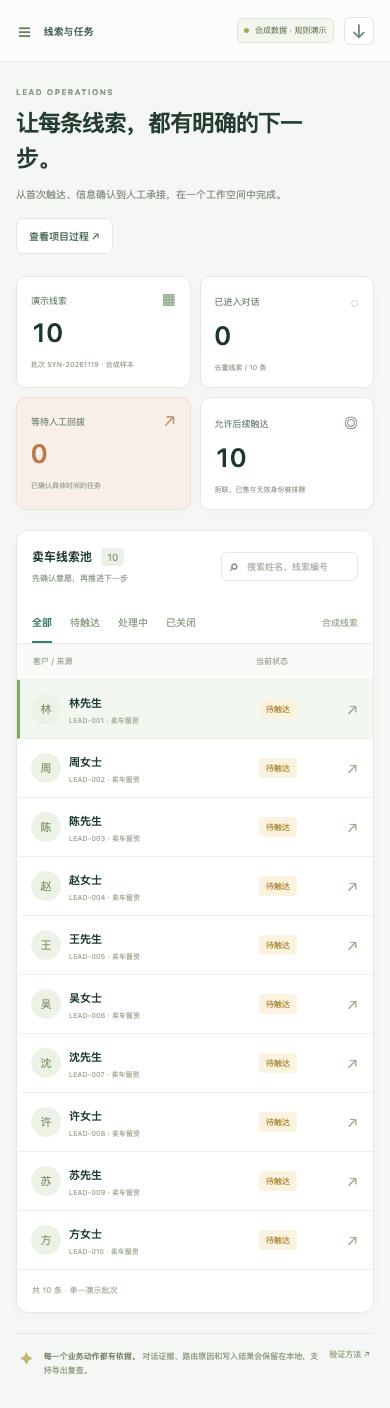 线索与任务
合成数据 · 规则演示
LEAD OPERATIONS
让每条线索，都有明确的下一
步。
从首次触达、信息确认到人工承接，在一个工作空间中完成。
查看项目过程 ↗
演示线索
10
批次 SYN-20261119 · 合成样本
已进入对话
0
去重线索 / 10 条
等待人工回拨
0
已确认具体时间的任务
允许后续触达
10
拒联、已售与无效身份被排除
卖车线索池 10
先确认意愿，再推进下一步
搜索姓名、线索编号
全部 待触达 处理中 已关闭 合成线索
客户 / 来源 当前状态
林 林先生 待触达
LEAD-001 · 卖车留资
周 周女士 待触达
LEAD-002 · 卖车留资
陈 陈先生 待触达
LEAD-003 · 卖车留资
赵 赵女士 待触达
LEAD-004 · 卖车留资
王 王先生 待触达
LEAD-005 · 卖车留资
吴 吴女士 待触达
LEAD-006 · 卖车留资
沈 沈先生 待触达
LEAD-007 · 卖车留资
许 许女士 待触达
LEAD-008 · 卖车留资
苏 苏先生 待触达
LEAD-009 · 卖车留资
方 方女士 待触达
LEAD-010 · 卖车留资
共 10 条 · 单一演示批次
每一个业务动作都有依据。 对话证据、路由原因和写入结果会保留在本地，支
持导出复查。
验证方法 ↗